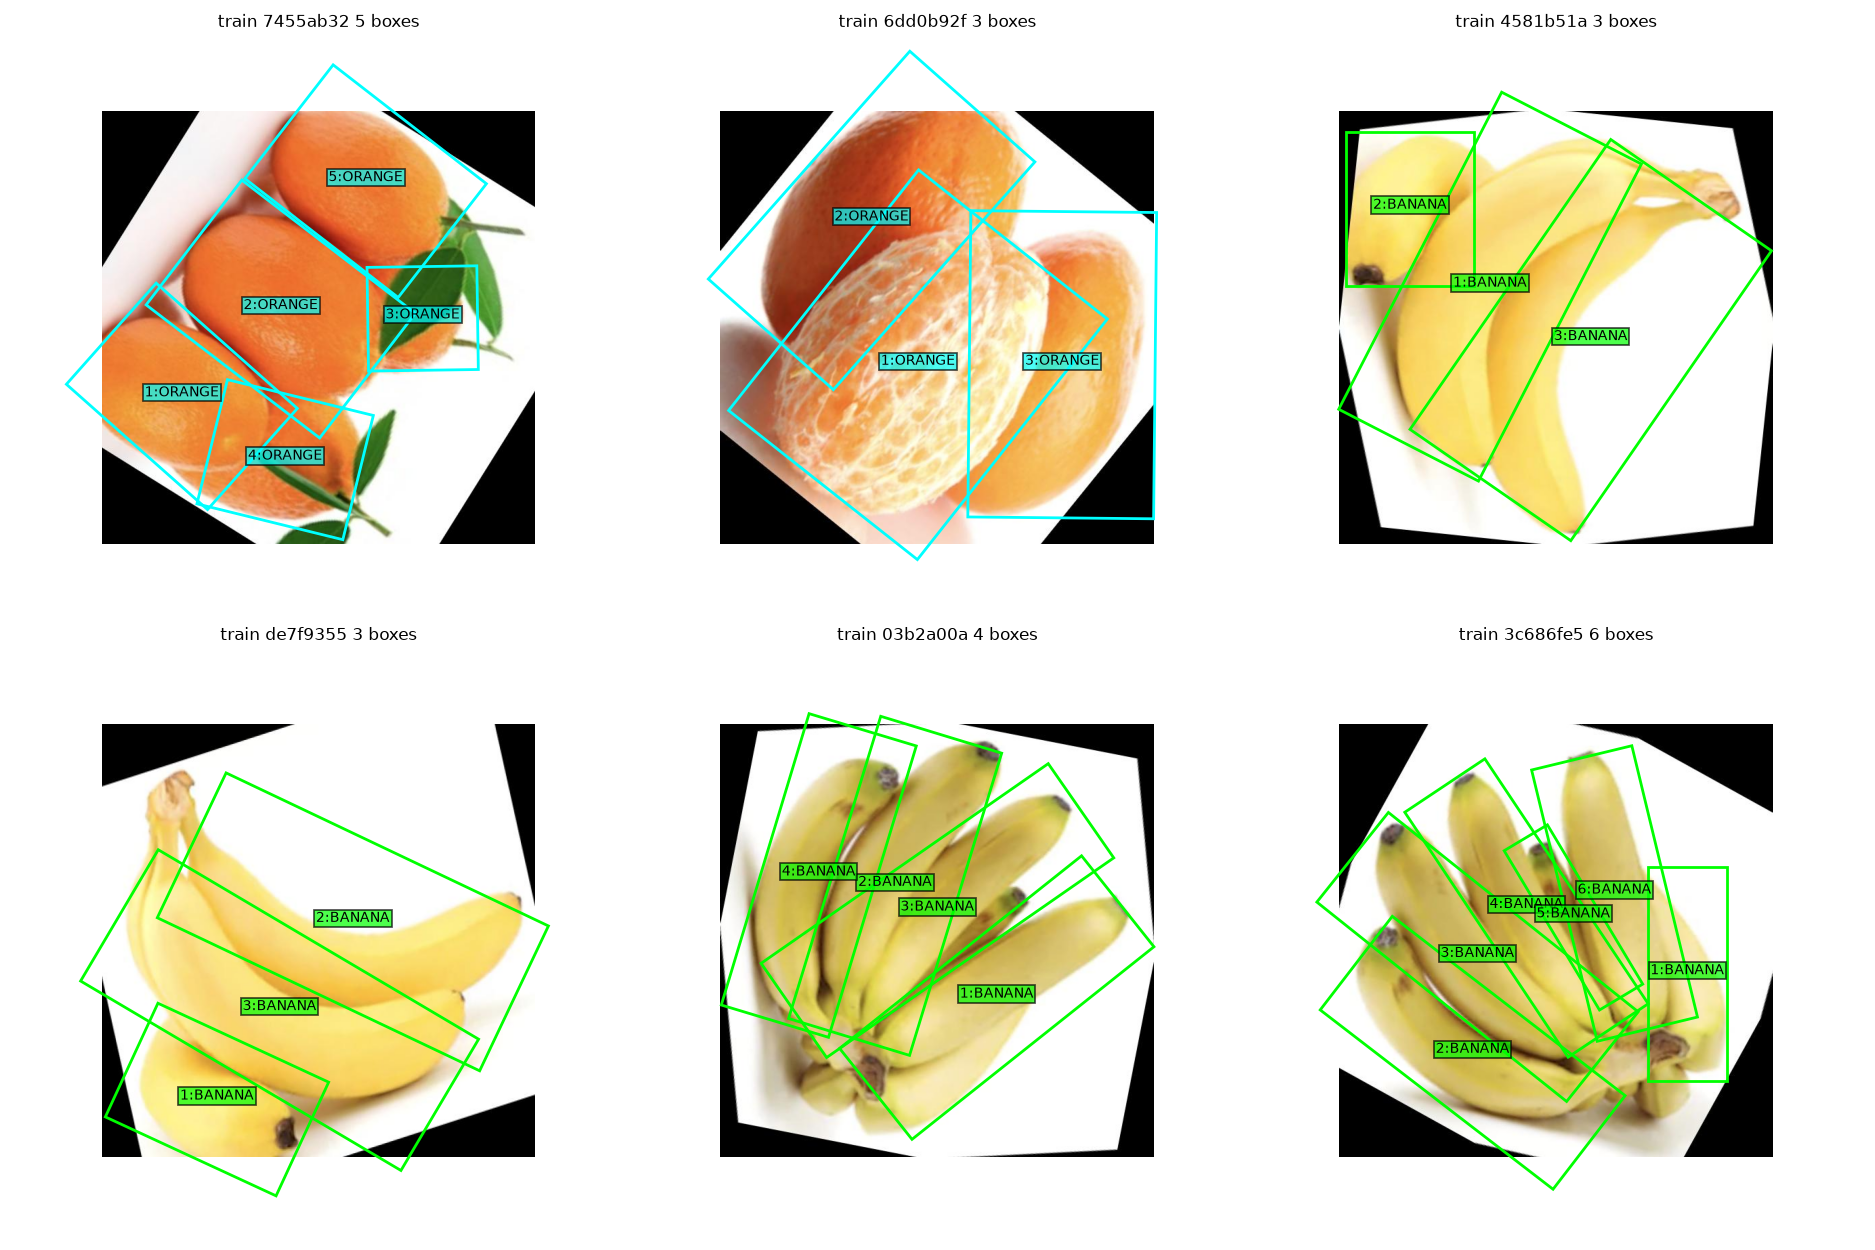 train 7455ab32 5 boxes
train 6dd0b92f 3 boxes
train 4581b51a 3 boxes
5:ORANGE
2:ORANGE
3:ORANGE
1:ORANGE
4:ORANGE
2:ORANGE
1:ORANGE
3:ORANGE
2:BANANA
1:BANANA
3:BANANA
train de7f9355 3 boxes
train 03b2a00a 4 boxes
train 3c686fe5 6 boxes
2:BANANA
3:BANANA
1:BANANA
4:BANANA
2:BANANA
3:BANANA
1:BANANA
6:BANANA
4:BANANA
5:BANANA
3:BANANA
1:BANANA
2:BANANA